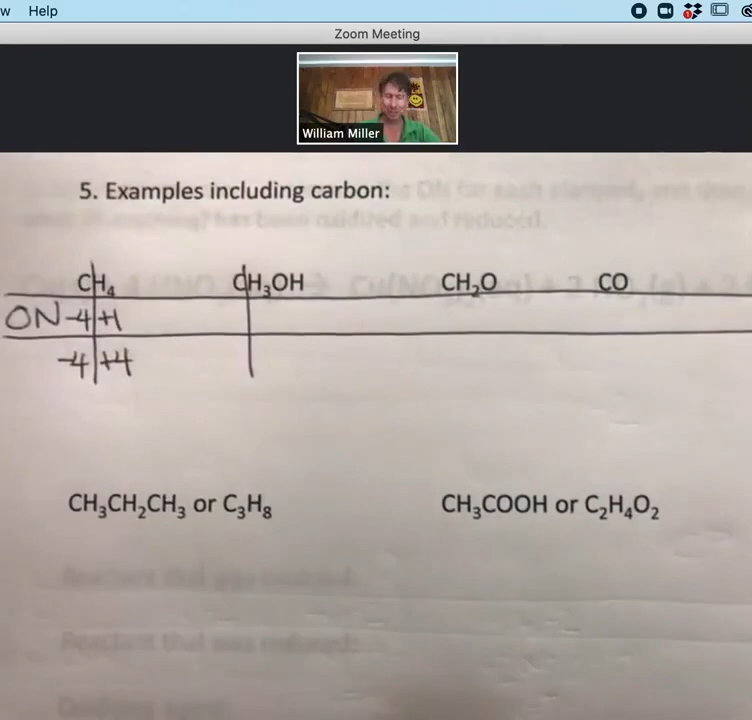 w Help
Zoom Meeting
William Miller
5. Examples including carbon:
CH₄ CH₃OH CH₂O CO
ON -4 +1
-4 +4
CH₃CH₂CH₃ or C₃H₈ CH₃COOH or C₂H₄O₂